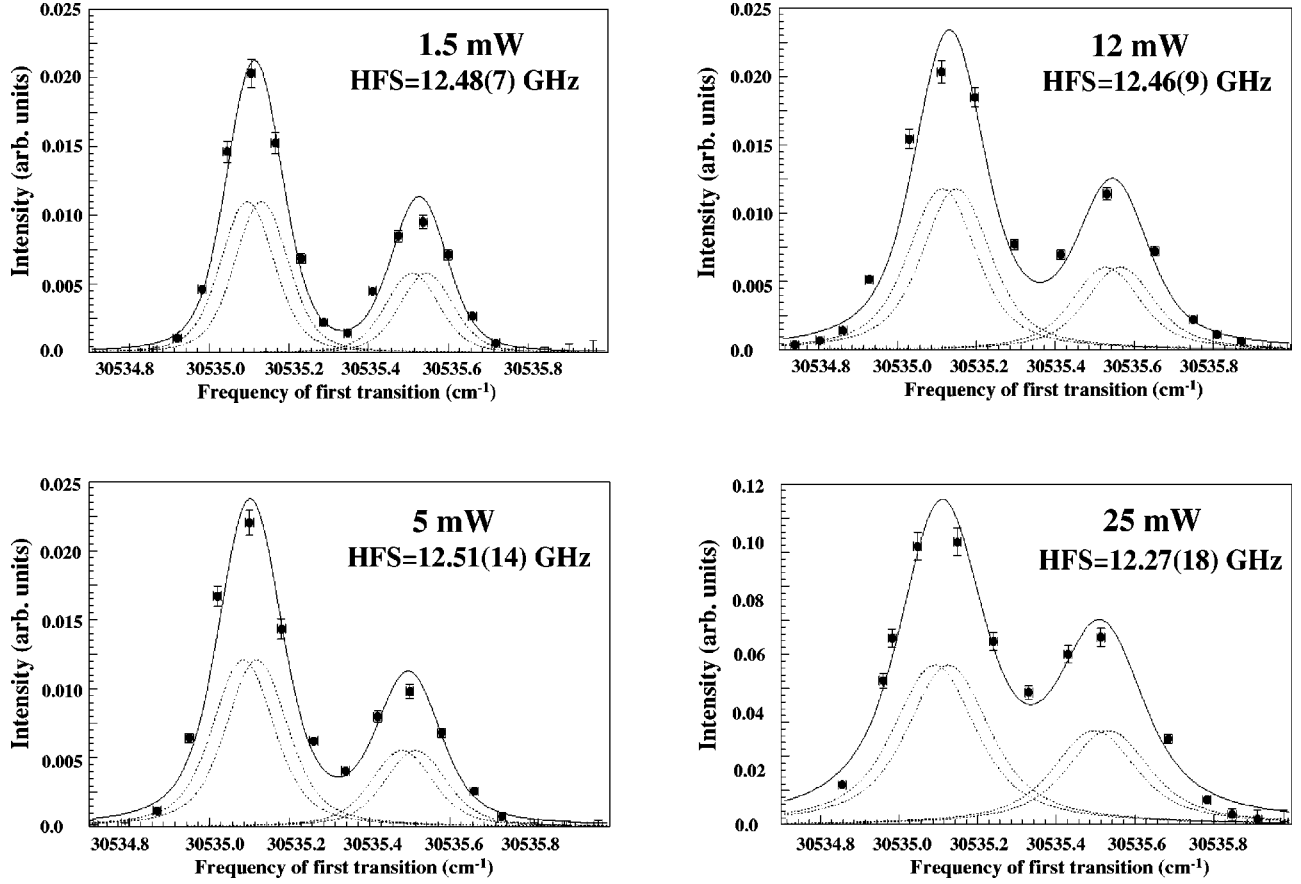 1.5 mW
HFS=12.48(7) GHz
Intensity (arb. units)
0.020
0.015
0.010
0.005
0.0
30534.8 30535.0 30535.2 30535.4 30535.6
Frequency of first transition (cm-1)
12 mW
HFS=12.46(9) GHz
Intensity (arb. units)
0.025
0.020
0.015
0.010
0.005
0.0
30534.8 30535.0 30535.2 30535.4 30535.6 30535.8
Frequency of first transition (cm-1)
5 mW
HFS=12.51(14) GHz
Intensity (arb. units)
0.025
0.020
0.015
0.010
0.005
0.0
30534.8 30535.0 30535.2 30535.4 30535.6
Frequency of first transition (cm-1)
25 mW
HFS=12.27(18) GHz
Intensity (arb. units)
0.12
0.10
0.08
0.06
0.04
0.02
0.0
30534.8 30535.0 30535.2 30535.4 30535.6 30535.8
Frequency of first transition (cm-1)